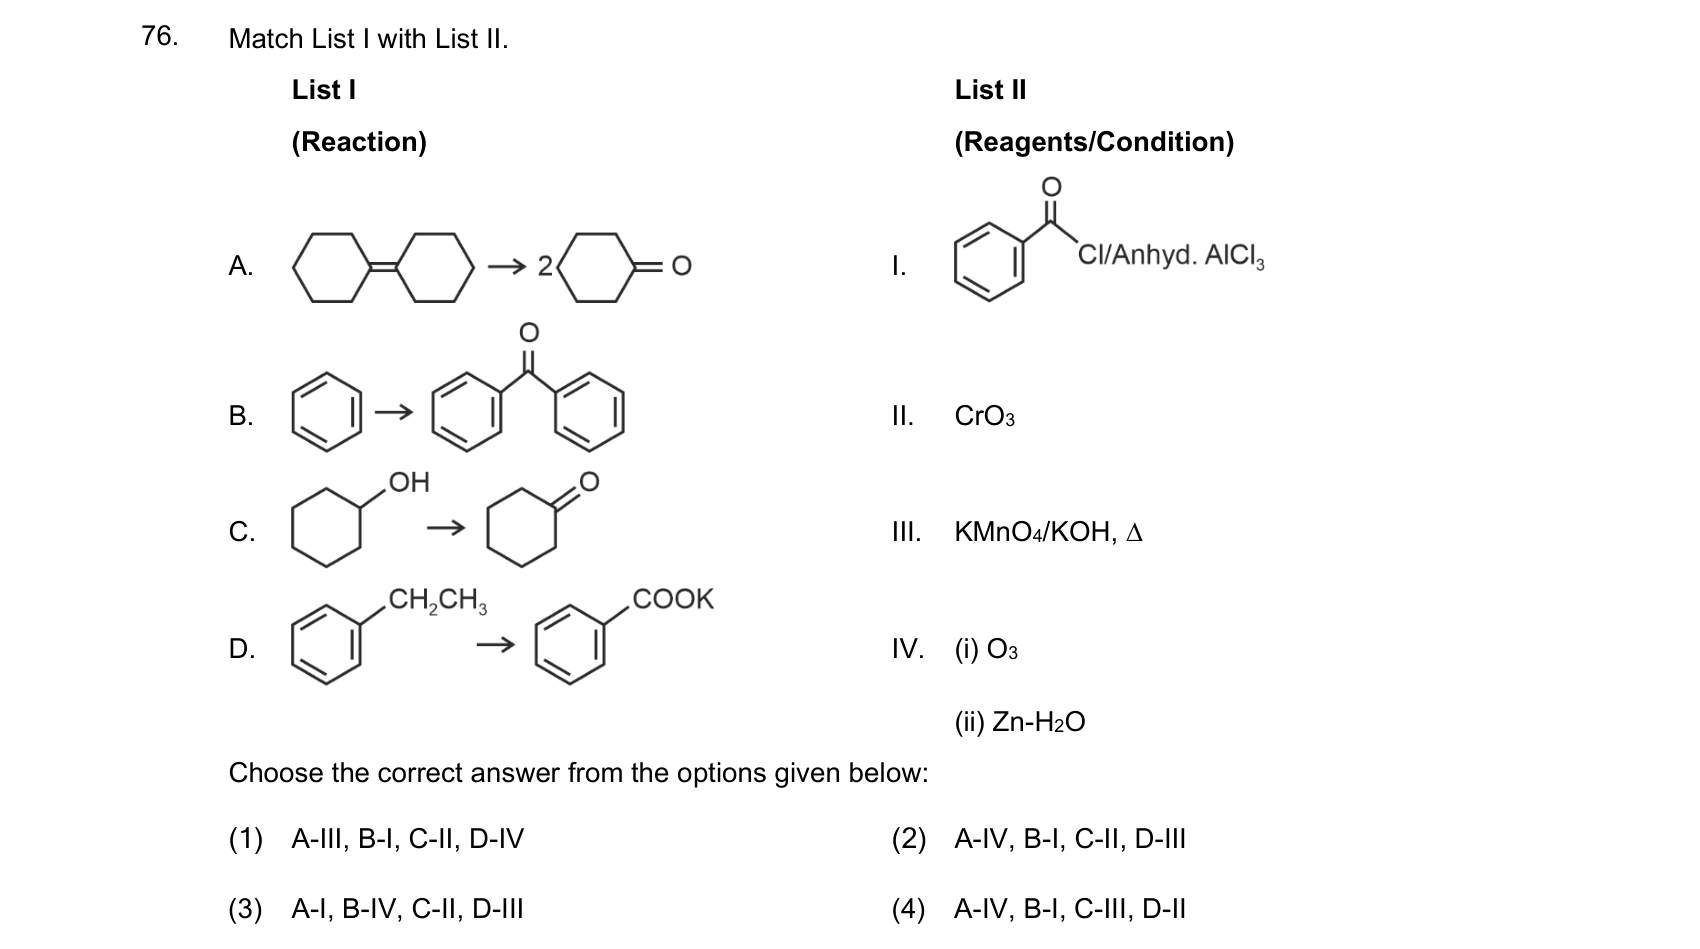 76. Match List I with List II.
List I List II
(Reaction) (Reagents/Condition)
O
A. → 2 O I. Cl/Anhyd. AlCl₃
O
B. → II. CrO₃
OH O
C. → III. KMnO₄/KOH, Δ
CH₂CH₃ COOK
D. → IV. (i) O₃
(ii) Zn-H₂O
Choose the correct answer from the options given below:
(1) A-III, B-I, C-II, D-IV (2) A-IV, B-I, C-II, D-III
(3) A-I, B-IV, C-II, D-III (4) A-IV, B-I, C-III, D-II